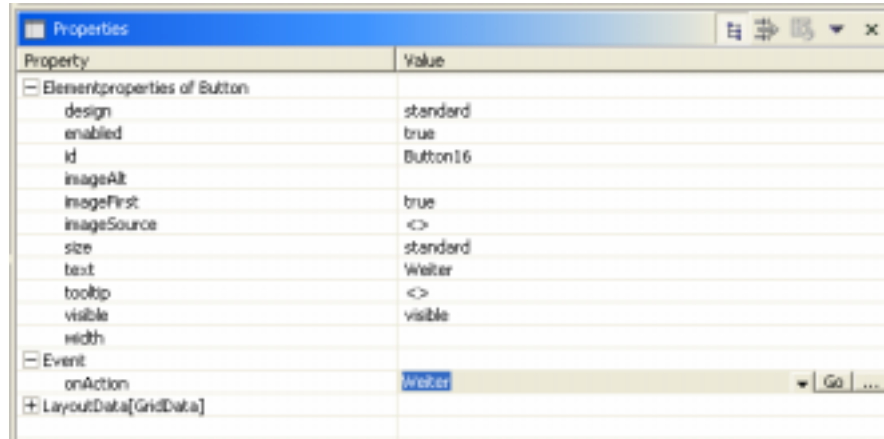 Properties
Property Value
Elementproperties of Button
design standard
enabled true
id Button16
imageAlt
imageFirst true
imageSource <>
size standard
text Weiter
tooltip <>
visible visible
width
Event
onAction Weiter Go ...
LayoutData[GridData]